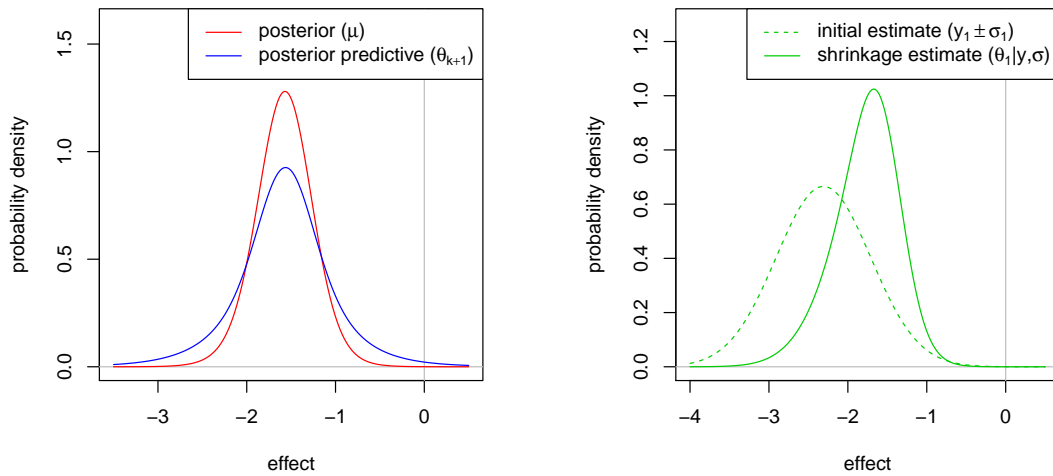 posterior (μ)
posterior predictive (θk+1)
probability density
0.0 0.5 1.0 1.5
−3 −2 −1 0
effect
initial estimate (y1 ± σ1)
shrinkage estimate (θ1|y,σ)
probability density
0.0 0.2 0.4 0.6 0.8 1.0 1.2
−4 −3 −2 −1 0
effect